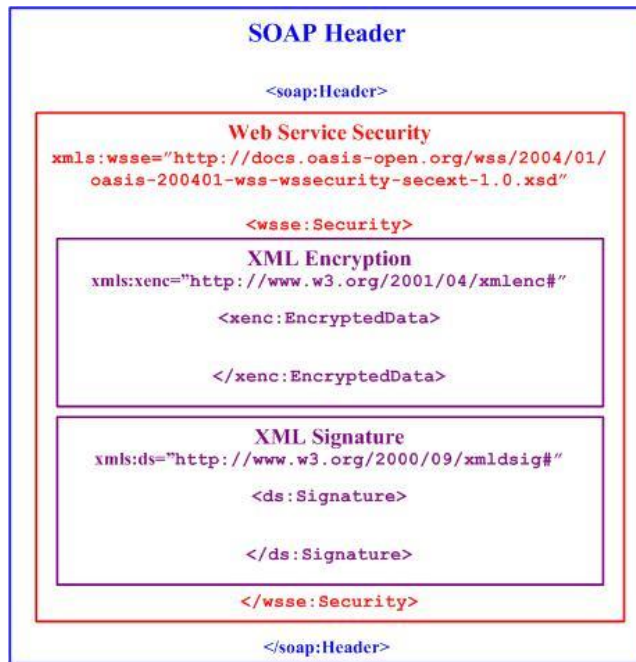 SOAP Header
<soap:Header>
Web Service Security
xmls:wsse="http://docs.oasis-open.org/wss/2004/01/
oasis-200401-wss-wssecurity-secext-1.0.xsd"
<wsse:Security>
XML Encryption
xmls:xenc="http://www.w3.org/2001/04/xmlenc#"
<xenc:EncryptedData>
</xenc:EncryptedData>
XML Signature
xmls:ds="http://www.w3.org/2000/09/xmldsig#"
<ds:Signature>
</ds:Signature>
</wsse:Security>
</soap:Header>